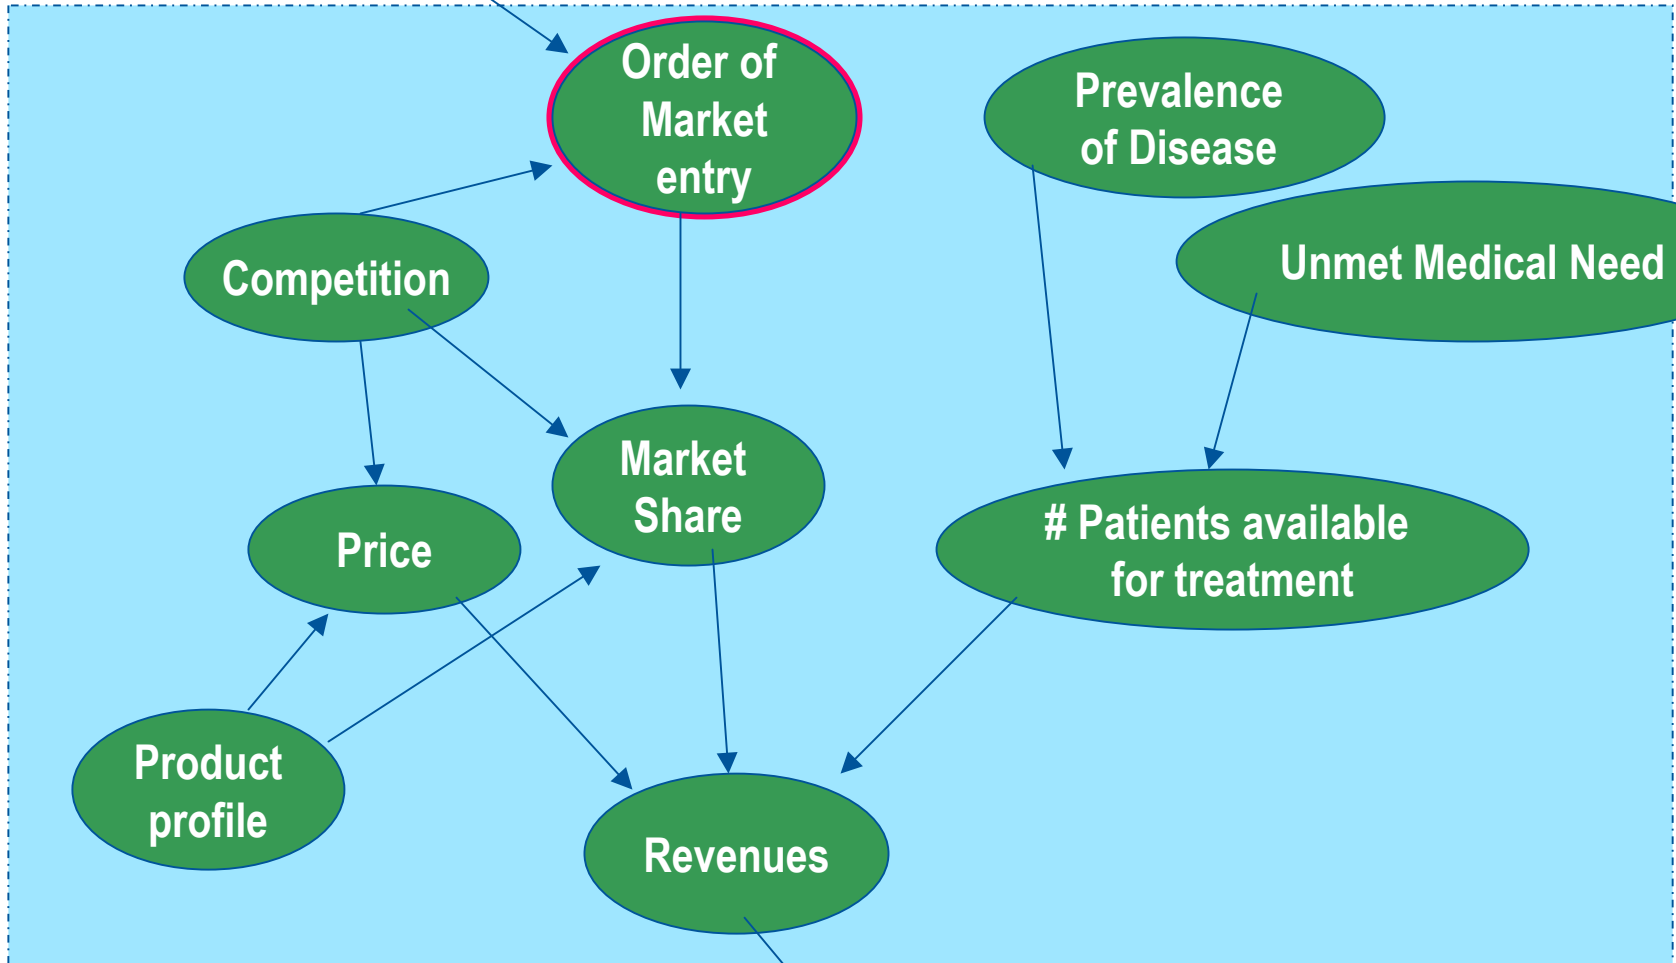 Order of
Market
entry
Prevalence
of Disease
Unmet Medical Need
Competition
Market
Share
Price
# Patients available
for treatment
Product
profile
Revenues